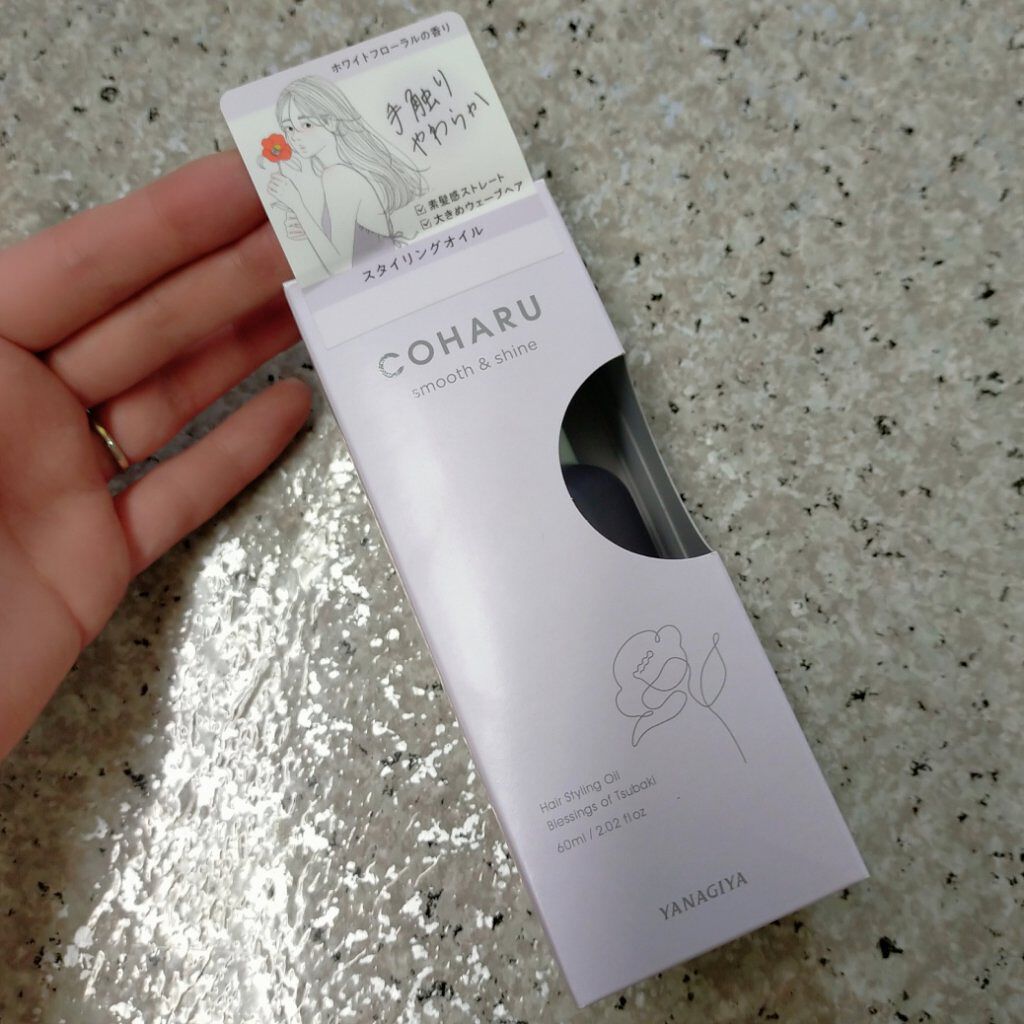 ホワイトフローラルの香り
手触り
やわらか
☑ 素髪感ストレート
☑ 大きめウェーブヘア
スタイリングオイル
COHARU
smooth & shine
Hair Styling Oil
Blessings of Tsubaki
60ml / 2.02 fl oz
YANAGIYA